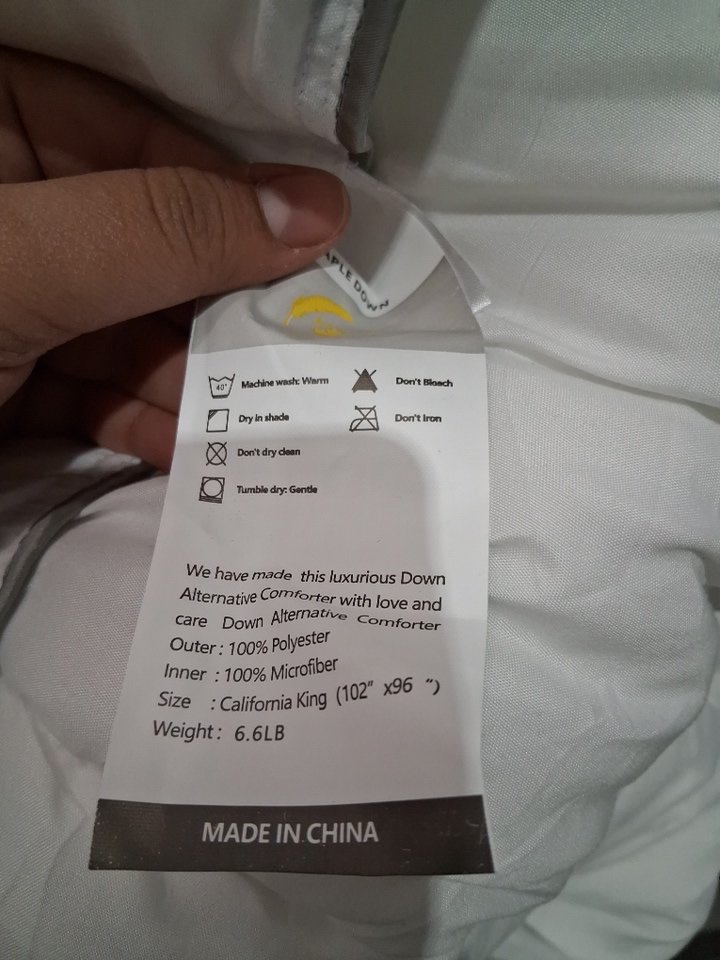 DOWN
40°
Machine wash: Warm
Don't Bleach
Dry in shade
Don't Iron
Don't dry clean
Tumble dry: Gentle
We have made this luxurious Down
Alternative Comforter with love and
care Down Alternative Comforter
Outer : 100% Polyester
Inner : 100% Microfiber
Size : California King (102" x96 ")
Weight : 6.6LB
MADE IN CHINA